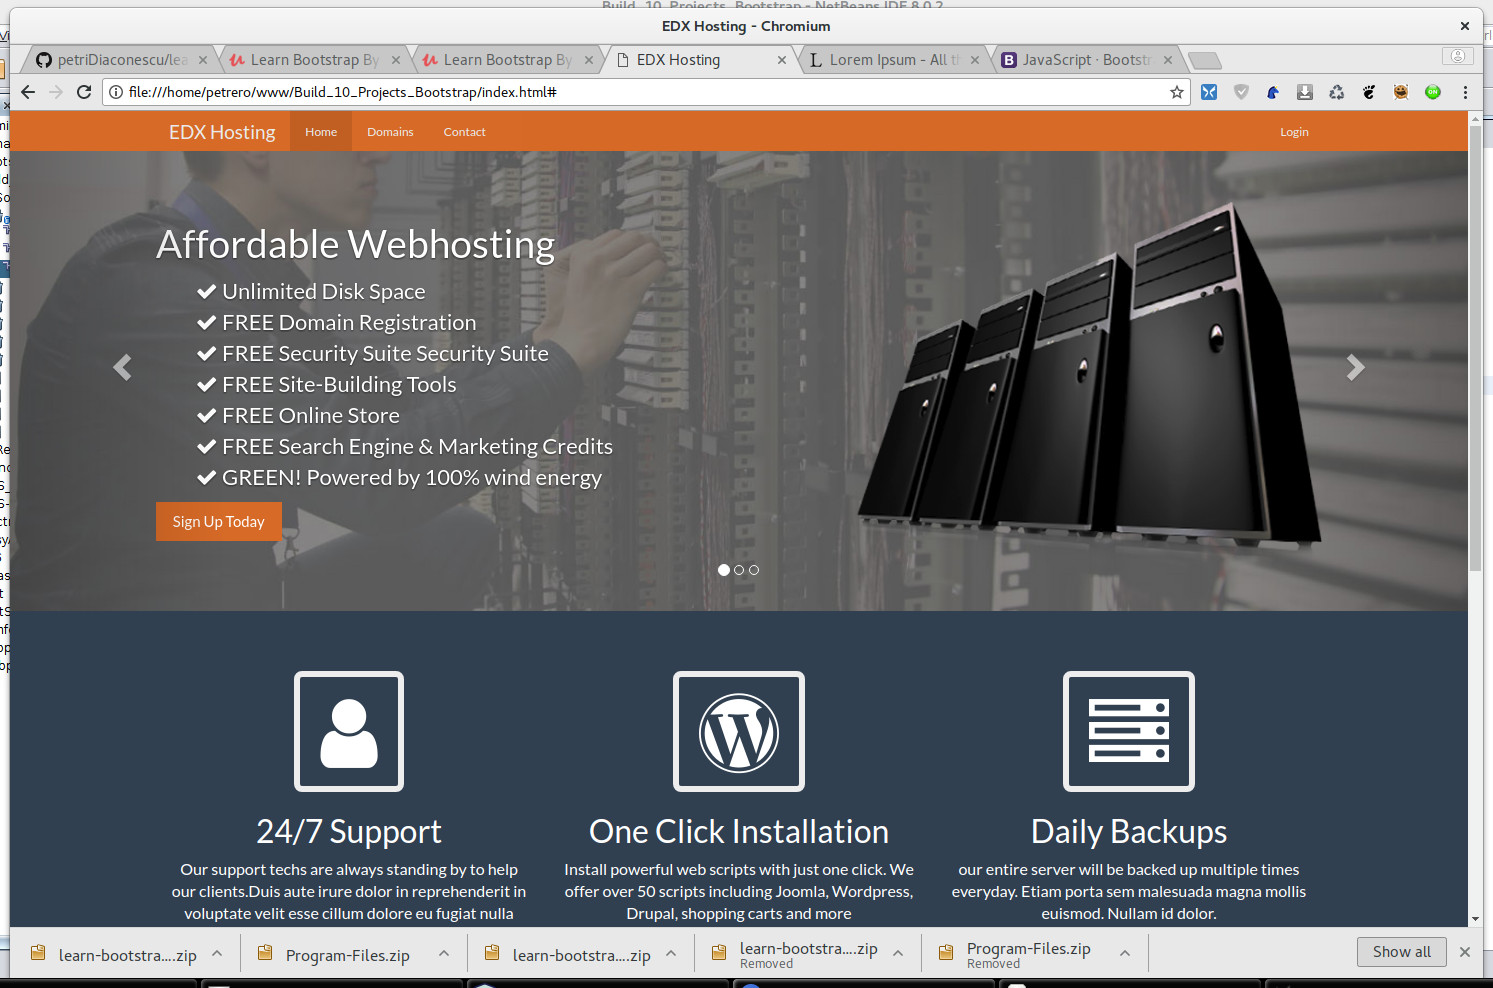 Build_10_Projects_Bootstrap - NetBeans IDE 8.0.2
EDX Hosting - Chromium
petriDiaconescu/lea
Learn Bootstrap By
Learn Bootstrap By
EDX Hosting
Lorem Ipsum - All th
JavaScript · Bootstr
file:///home/petrero/www/Build_10_Projects_Bootstrap/index.html#
ON
EDX Hosting
Home
Domains
Contact
Login
Affordable Webhosting
Unlimited Disk Space
FREE Domain Registration
FREE Security Suite Security Suite
FREE Site-Building Tools
FREE Online Store
FREE Search Engine & Marketing Credits
GREEN! Powered by 100% wind energy
Sign Up Today
24/7 Support
Our support techs are always standing by to help
our clients.Duis aute irure dolor in reprehenderit in
voluptate velit esse cillum dolore eu fugiat nulla
One Click Installation
Install powerful web scripts with just one click. We
offer over 50 scripts including Joomla, Wordpress,
Drupal, shopping carts and more
Daily Backups
our entire server will be backed up multiple times
everyday. Etiam porta sem malesuada magna mollis
euismod. Nullam id dolor.
learn-bootstra....zip
Program-Files.zip
learn-bootstra....zip
learn-bootstra....zip
Removed
Program-Files.zip
Removed
Show all